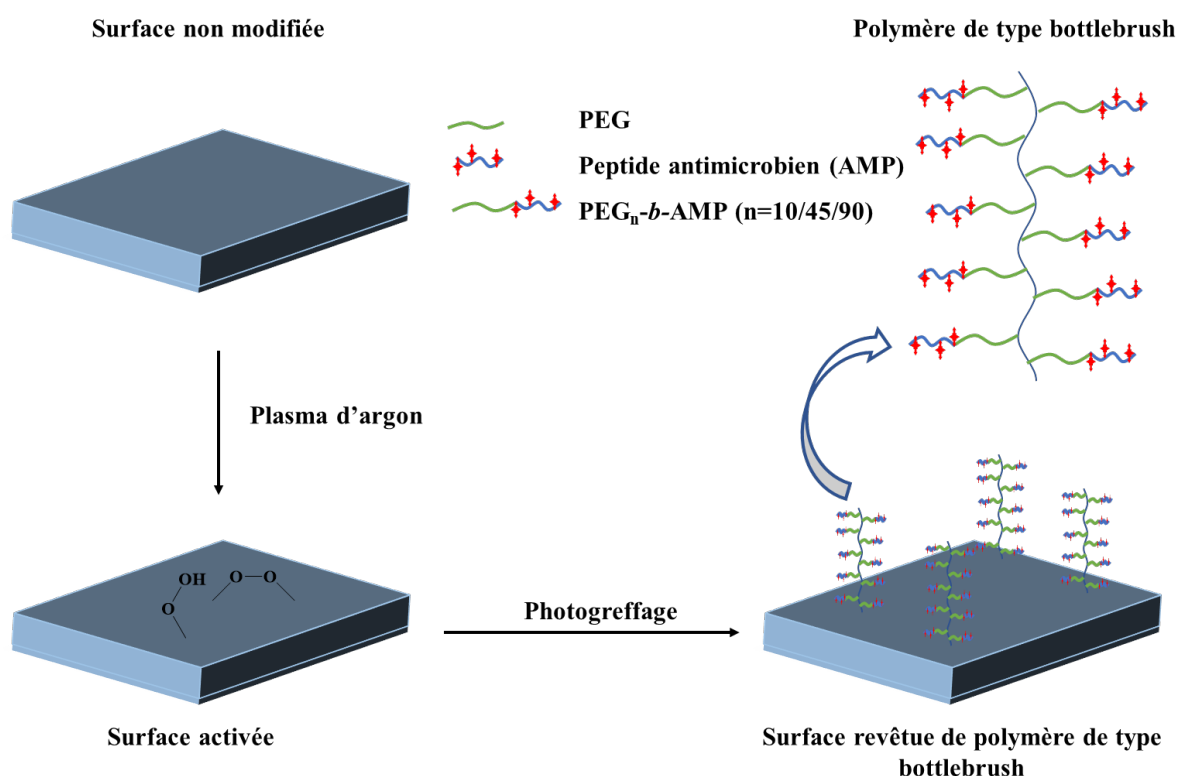 Surface non modifiée
Polymère de type bottlebrush
PEG
Peptide antimicrobien (AMP)
PEGn-b-AMP (n=10/45/90)
Plasma d’argon
OH
O
O
O
Photogreffage
Surface activée
Surface revêtue de polymère de type
bottlebrush